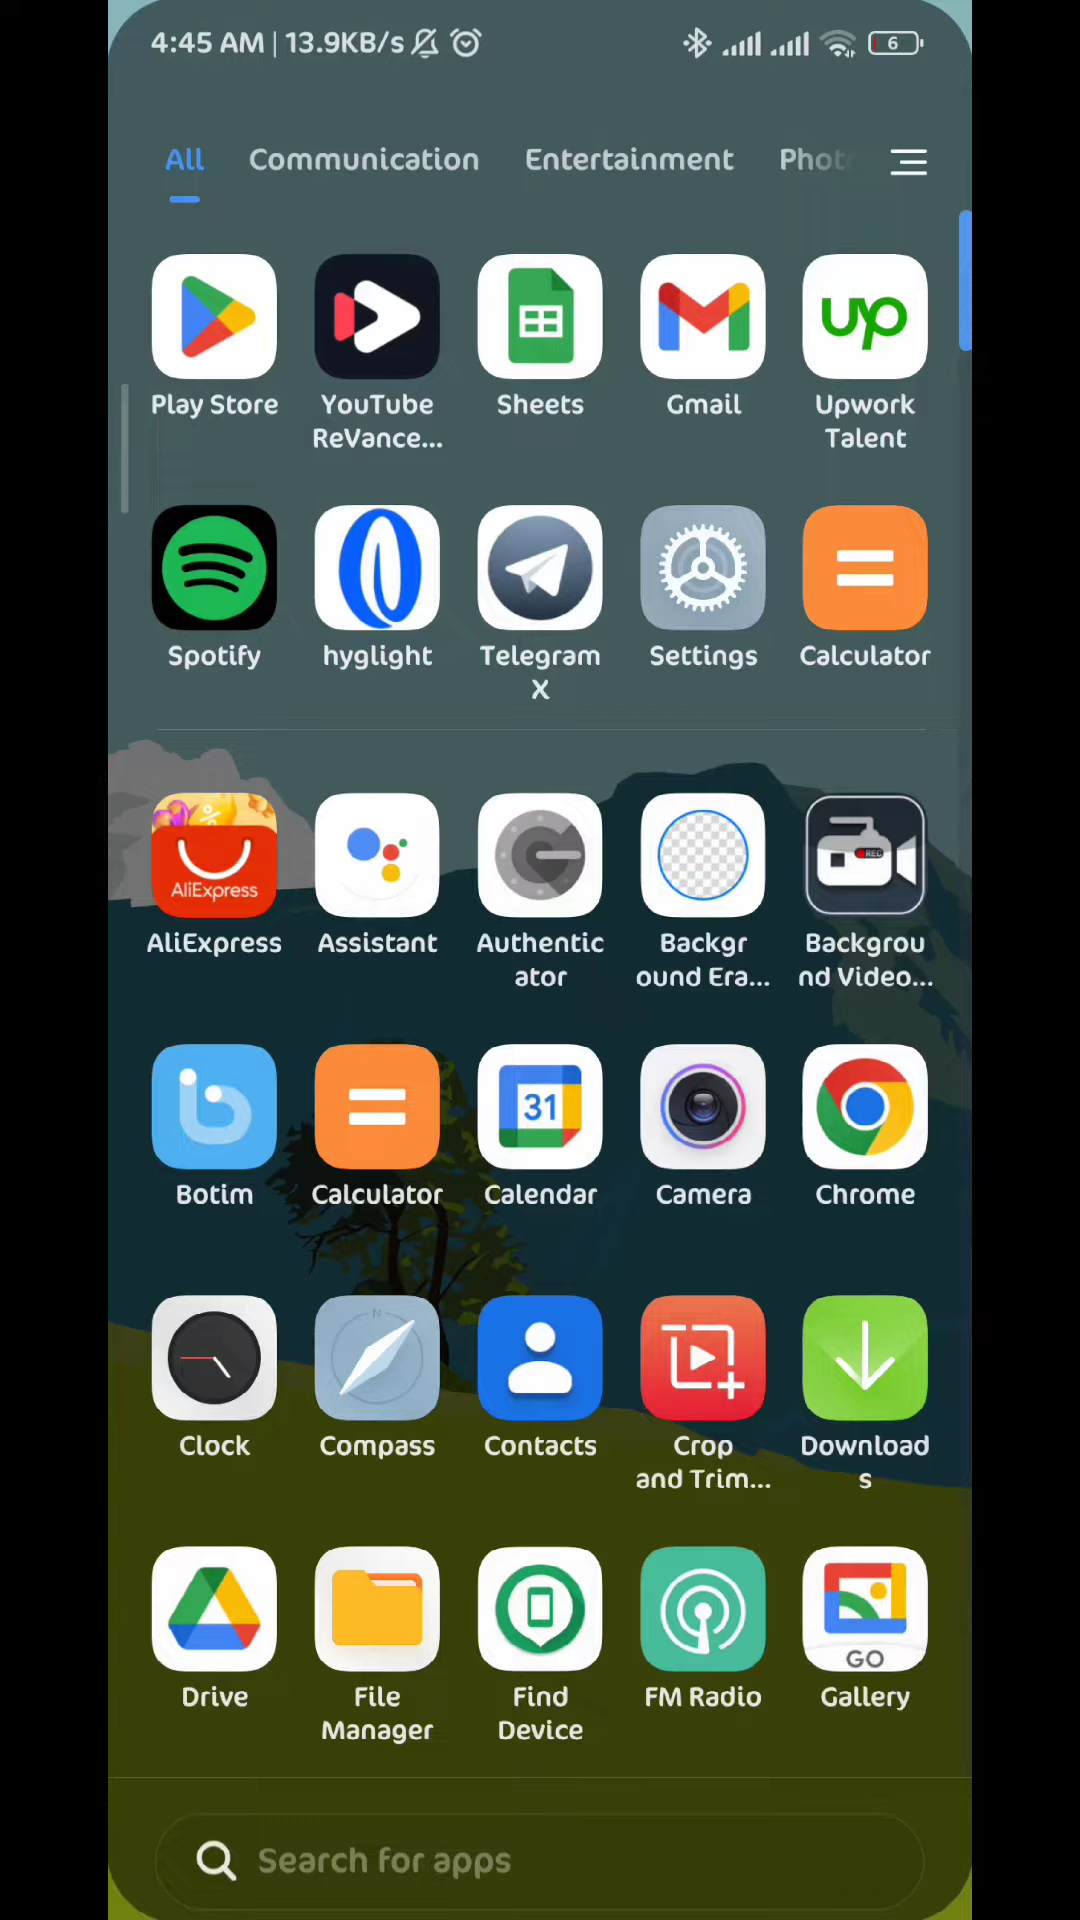 4:45 AM | 13.9KB/s
6
All Communication Entertainment Phot
Play Store YouTube ReVance... Sheets Gmail Upwork Talent
Spotify hyglight Telegram X Settings Calculator
%
AliExpress
REC
AliExpress Assistant Authentic ator Backgr ound Era... Backgrou nd Video...
31
Botim Calculator Calendar Camera Chrome
N
Clock Compass Contacts Crop and Trim... Download s
GO
Drive File Manager Find Device FM Radio Gallery
Search for apps